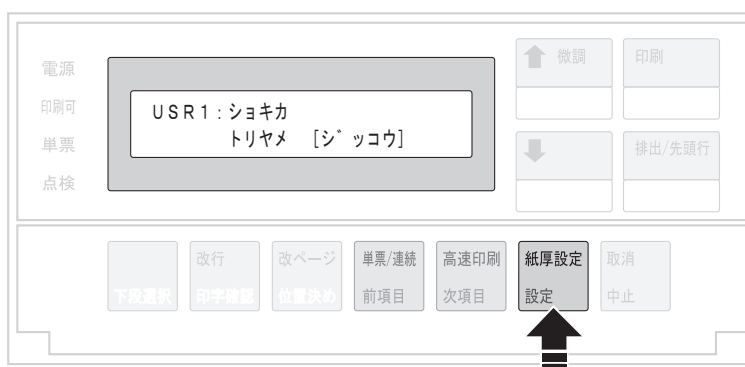 電源
印刷可
単票
点検
USR1:ショキカ
トリヤメ [シ゛ッコウ]
微調
印刷
排出/先頭行
改行
改ページ
単票/連続
高速印刷
紙厚設定
取消
下段選択
印字確認
位置決め
前項目
次項目
設定
中止